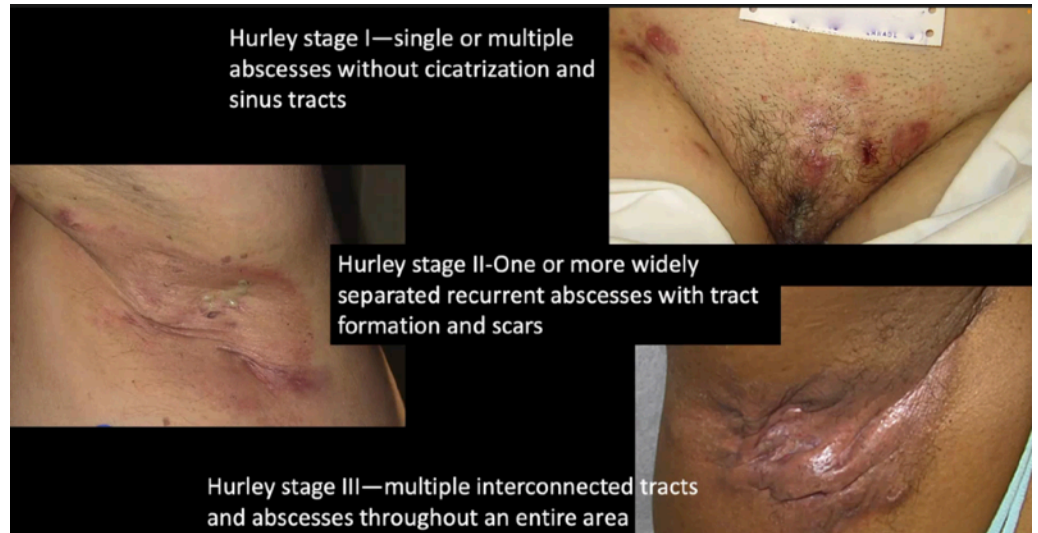 Hurley stage I—single or multiple
abscesses without cicatrization and
sinus tracts
Hurley stage II-One or more widely
separated recurrent abscesses with tract
formation and scars
Hurley stage III—multiple interconnected tracts
and abscesses throughout an entire area